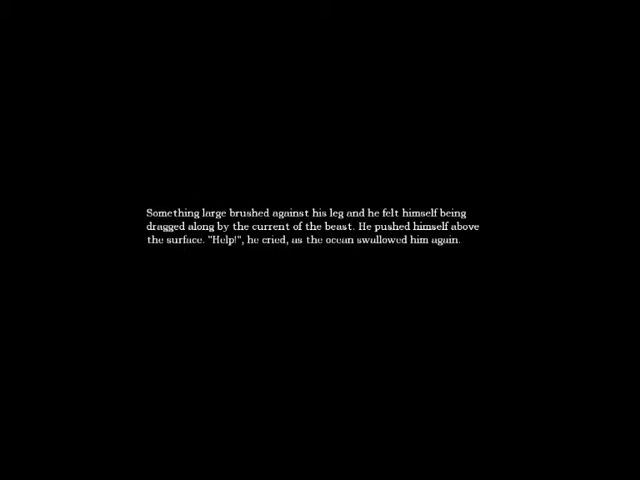 Something large brushed against his leg and he felt himself being
dragged along by the current of the beast. He pushed himself above
the surface. "Help!", he cried, as the ocean swallowed him again.